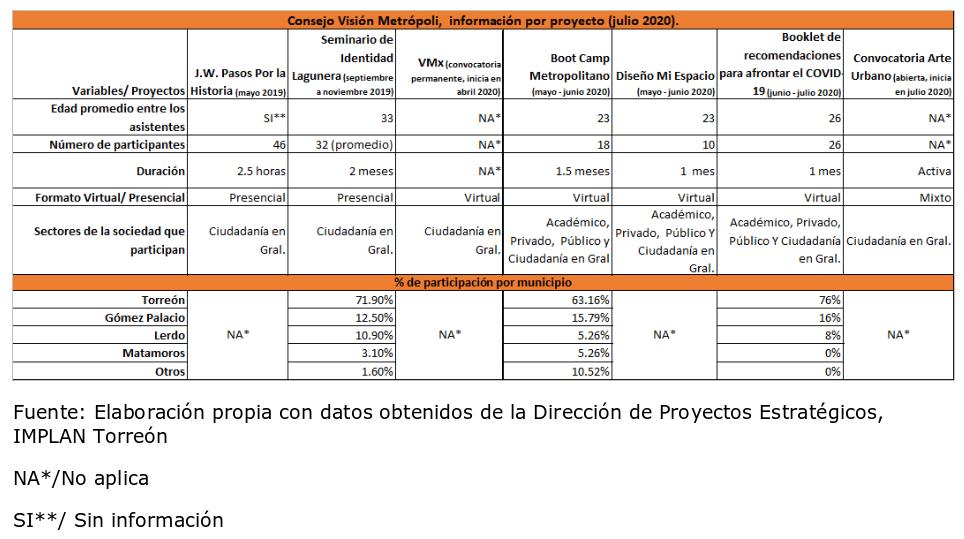 Consejo Visión Metrópoli, información por proyecto (julio 2020).
Variables/ Proyectos
J.W. Pasos Por la
Historia (mayo 2019)
Seminario de
Identidad
Lagunera (septiembre
a noviembre 2019)
VMx (convocatoria
permanente, inicia en
abril 2020)
Boot Camp
Metropolitano
(mayo - junio 2020)
Diseño Mi Espacio
(mayo - junio 2020)
Booklet de
recomendaciones
para afrontar el COVID-
19 (junio - julio 2020)
Convocatoria Arte
Urbano (abierta, inicia
en julio 2020)
Edad promedio entre los
asistentes
SI**
33
NA*
23
23
26
NA*
Número de participantes
46
32 (promedio)
NA*
18
10
26
NA*
Duración
2.5 horas
2 meses
NA*
1.5 meses
1 mes
1 mes
Activa
Formato Virtual/ Presencial
Presencial
Presencial
Virtual
Virtual
Virtual
Virtual
Mixto
Sectores de la sociedad que
participan
Ciudadanía en
Gral.
Ciudadanía en
Gral.
Ciudadanía en
Gral.
Académico,
Privado, Público y
Ciudadanía en Gral
Académico,
Privado, Público Y
Ciudadanía en
Gral.
Académico, Privado,
Público Y Ciudadanía
en Gral.
Ciudadanía en Gral.
% de participación por municipio
Torreón
71.90%
63.16%
76%
Gómez Palacio
12.50%
15.79%
16%
Lerdo
NA*
10.90%
NA*
5.26%
NA*
8%
NA*
Matamoros
3.10%
5.26%
0%
Otros
1.60%
10.52%
0%
Fuente: Elaboración propia con datos obtenidos de la Dirección de Proyectos Estratégicos,
IMPLAN Torreón
NA*/No aplica
SI**/ Sin información